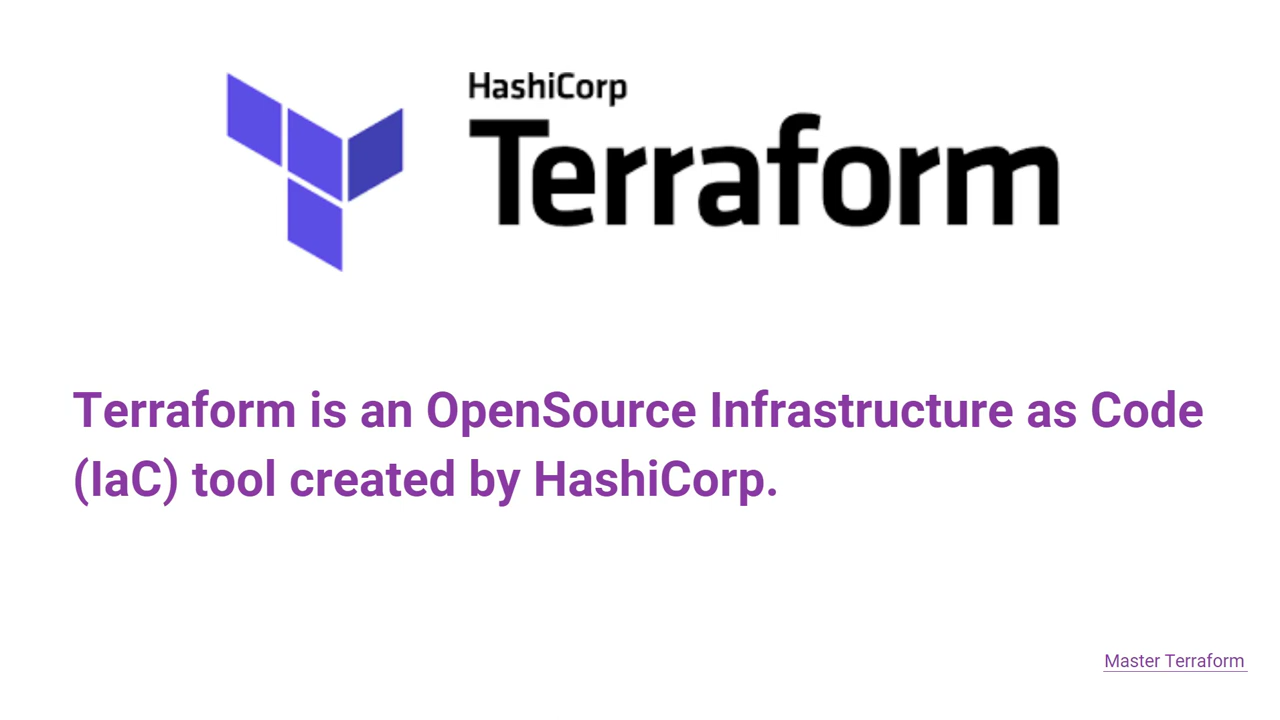 HashiCorp
Terraform
Terraform is an OpenSource Infrastructure as Code
(IaC) tool created by HashiCorp.
Master Terraform